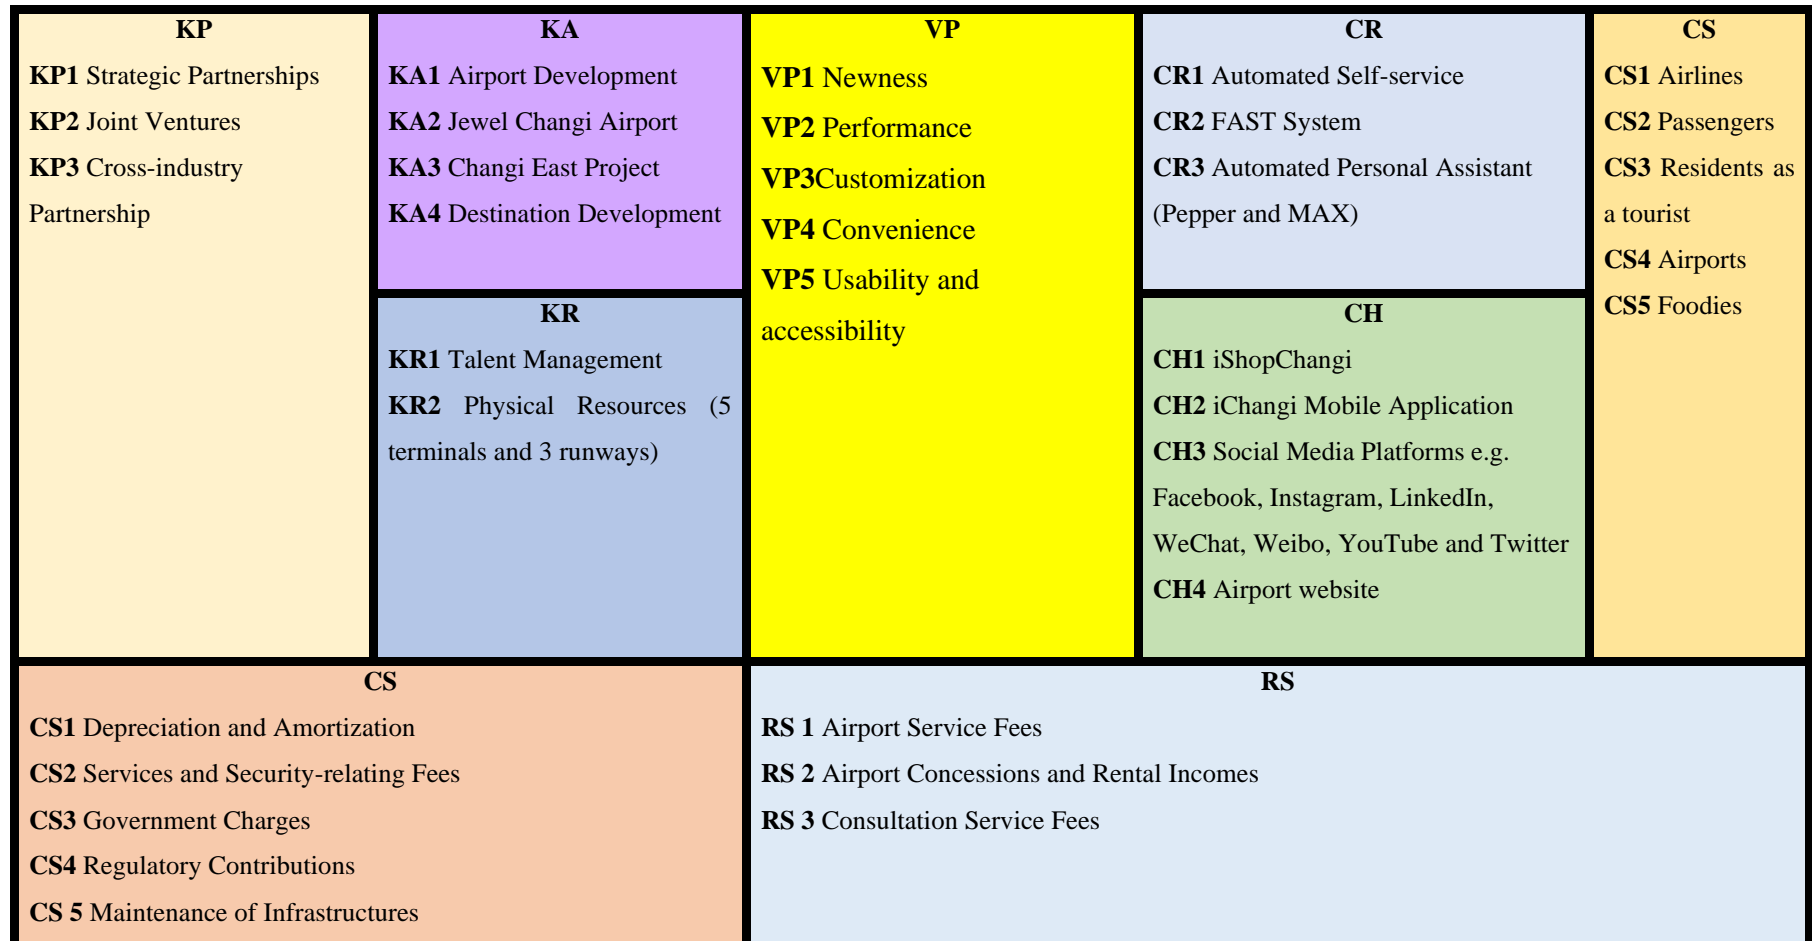 KP
KP1 Strategic Partnerships
KP2 Joint Ventures
KP3 Cross-industry
Partnership
KA
KA1 Airport Development
KA2 Jewel Changi Airport
KA3 Changi East Project
KA4 Destination Development
KR
KR1 Talent Management
KR2 Physical Resources (5
terminals and 3 runways)
VP
VP1 Newness
VP2 Performance
VP3Customization
VP4 Convenience
VP5 Usability and
accessibility
CR
CR1 Automated Self-service
CR2 FAST System
CR3 Automated Personal Assistant
(Pepper and MAX)
CH
CH1 iShopChangi
CH2 iChangi Mobile Application
CH3 Social Media Platforms e.g.
Facebook, Instagram, LinkedIn,
WeChat, Weibo, YouTube and Twitter
CH4 Airport website
CS
CS1 Airlines
CS2 Passengers
CS3 Residents as
a tourist
CS4 Airports
CS5 Foodies
CS
CS1 Depreciation and Amortization
CS2 Services and Security-relating Fees
CS3 Government Charges
CS4 Regulatory Contributions
CS 5 Maintenance of Infrastructures
RS
RS 1 Airport Service Fees
RS 2 Airport Concessions and Rental Incomes
RS 3 Consultation Service Fees